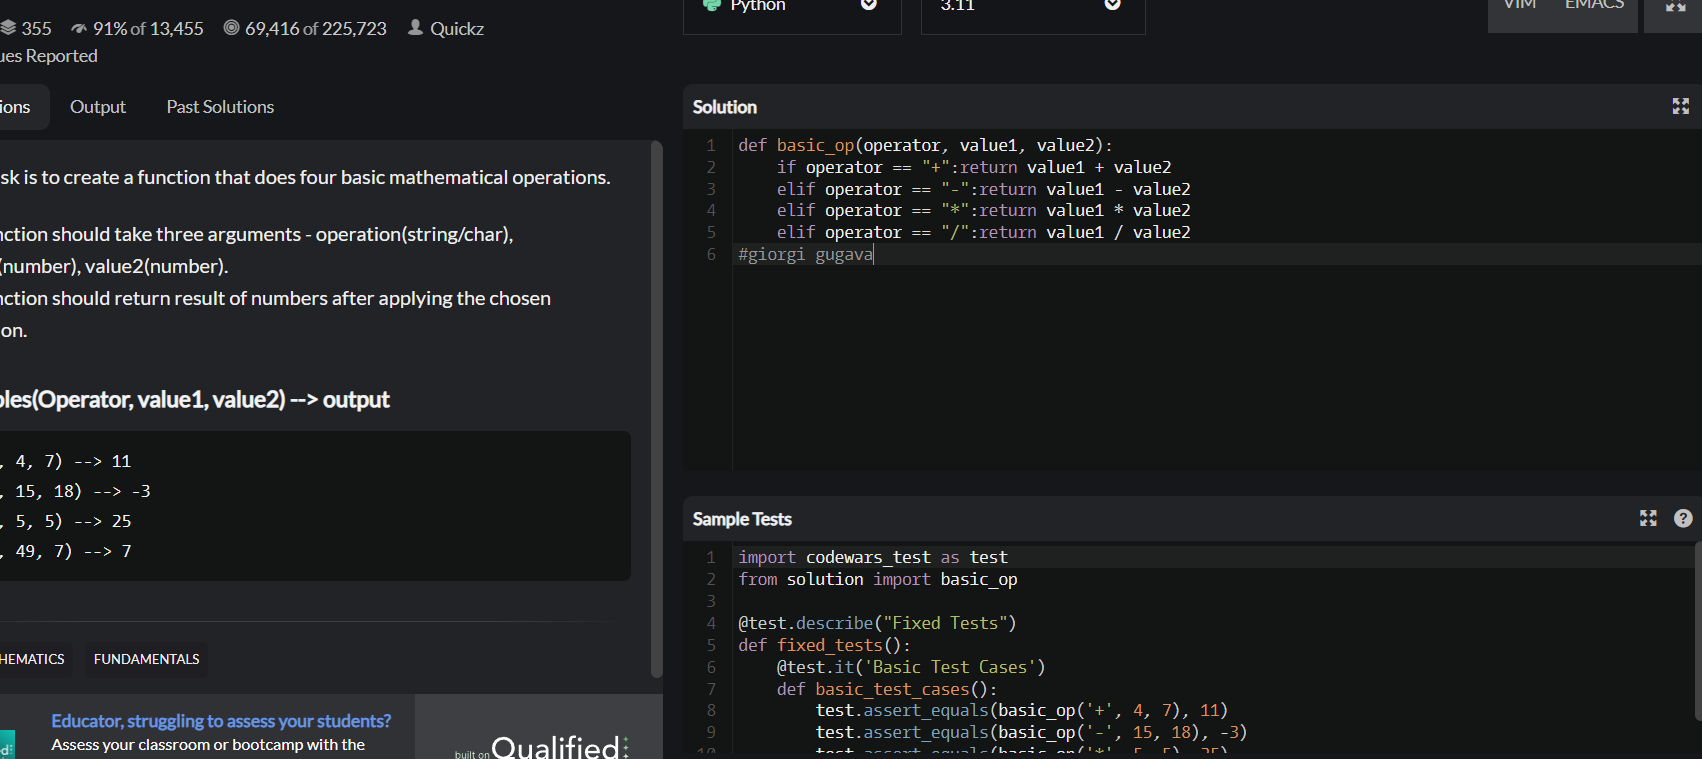 355 91% of 13,455 69,416 of 225,723 Quickz
ues Reported
ions Output Past Solutions
sk is to create a function that does four basic mathematical operations.
nction should take three arguments - operation(string/char),
(number), value2(number).
nction should return result of numbers after applying the chosen
on.
ples(Operator, value1, value2) --> output
, 4, 7) --> 11
, 15, 18) --> -3
, 5, 5) --> 25
, 49, 7) --> 7
HEMATICS FUNDAMENTALS
Educator, struggling to assess your students?
Assess your classroom or bootcamp with the
built on Qualified
Python 3.11 VIM EMACS
Solution
1 def basic_op(operator, value1, value2):
2 if operator == "+":return value1 + value2
3 elif operator == "-":return value1 - value2
4 elif operator == "*":return value1 * value2
5 elif operator == "/":return value1 / value2
6 #giorgi gugava
Sample Tests
1 import codewars_test as test
2 from solution import basic_op
3
4 @test.describe("Fixed Tests")
5 def fixed_tests():
6 @test.it('Basic Test Cases')
7 def basic_test_cases():
8 test.assert_equals(basic_op('+', 4, 7), 11)
9 test.assert_equals(basic_op('-', 15, 18), -3)
10 test.assert_equals(basic_op('*', 5, 5), 25)